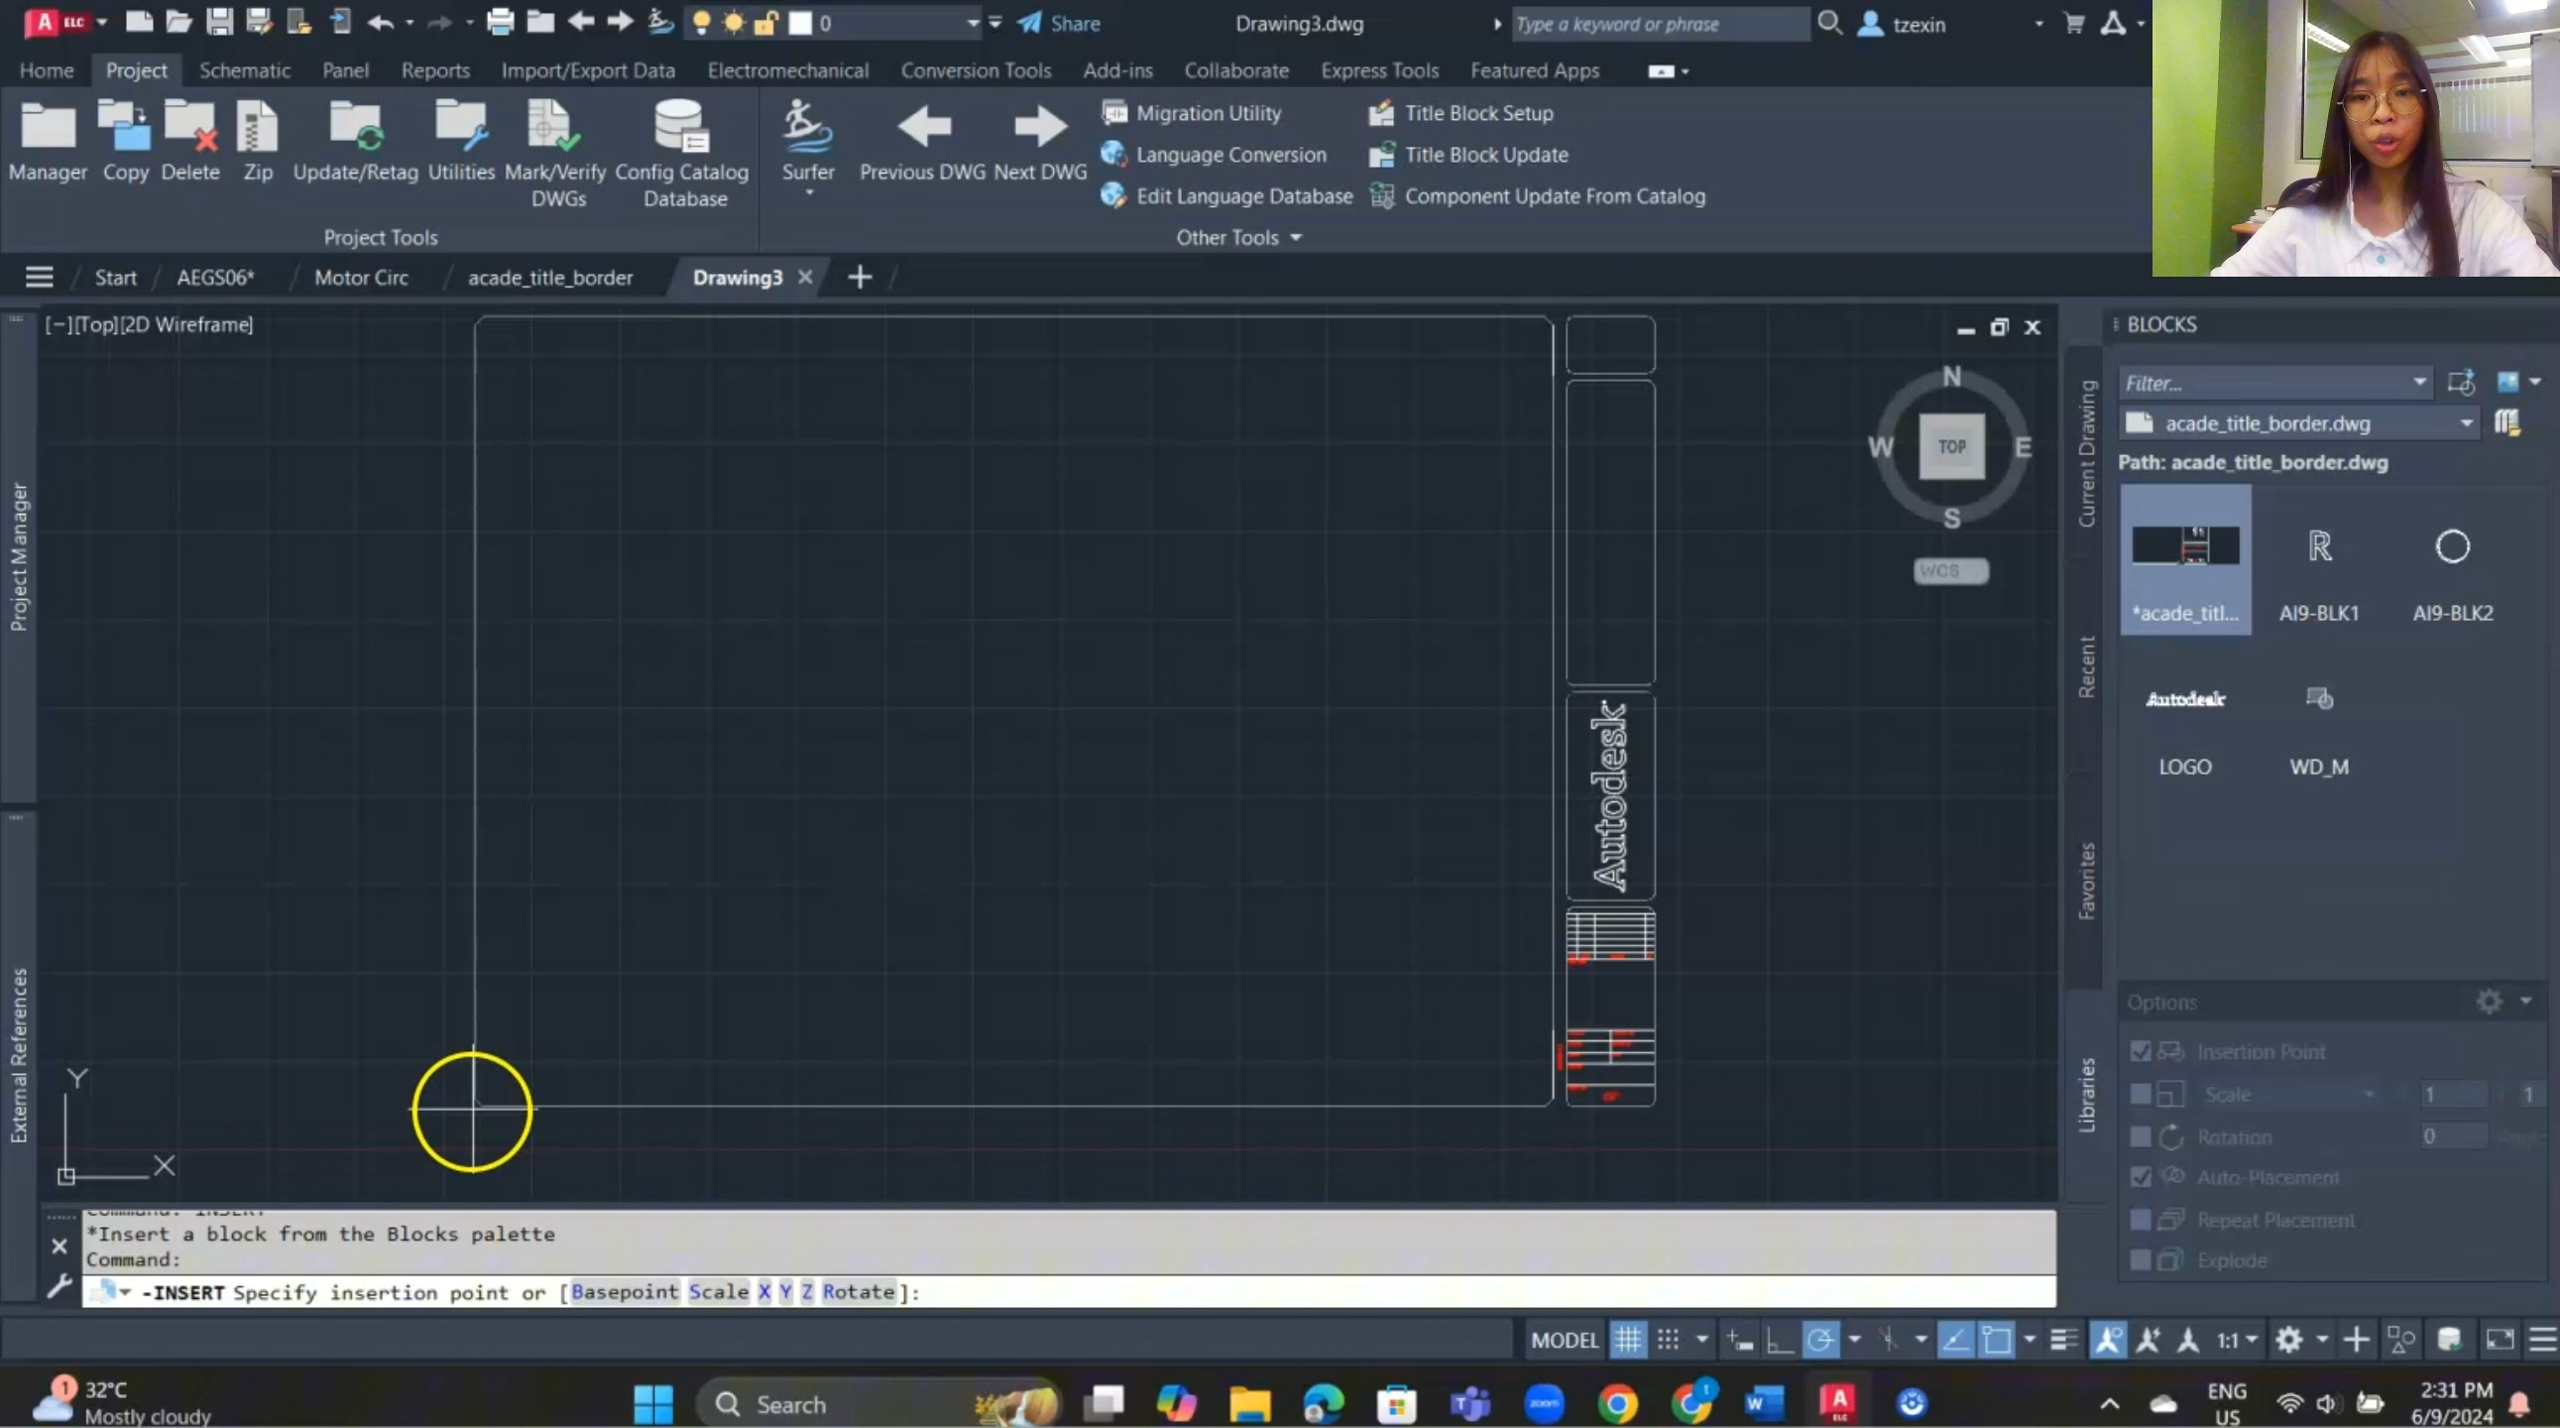 A ELC
0
Share
Drawing3.dwg
Type a keyword or phrase
tzexin
Home
Project
Schematic
Panel
Reports
Import/Export Data
Electromechanical
Conversion Tools
Add-ins
Collaborate
Express Tools
Featured Apps
Manager
Copy
Delete
Zip
Update/Retag
Utilities
Mark/Verify
DWGs
Config Catalog
Database
Surfer
Previous DWG
Next DWG
Migration Utility
Language Conversion
Edit Language Database
Title Block Setup
Title Block Update
Component Update From Catalog
Project Tools
Other Tools
Start
AEGS06*
Motor Circ
acade_title_border
Drawing3
[−][Top][2D Wireframe]
Project Manager
External References
N
W
TOP
E
S
WCS
Autodesk
Y
X
BLOCKS
Filter...
acade_title_border.dwg
Path: acade_title_border.dwg
Current Drawing
Recent
Favorites
Libraries
*acade_titl...
R
AI9-BLK1
AI9-BLK2
Autodesk
LOGO
WD_M
Options
Insertion Point
Scale
1
1
Rotation
0
Auto-Placement
Repeat Placement
Explode
Command: INSERT
*Insert a block from the Blocks palette
Command:
-INSERT Specify insertion point or [Basepoint Scale X Y Z Rotate]:
MODEL
1:1
1
32°C
Mostly cloudy
Search
zoom
W
A
ELC
ENG
US
2:31 PM
6/9/2024